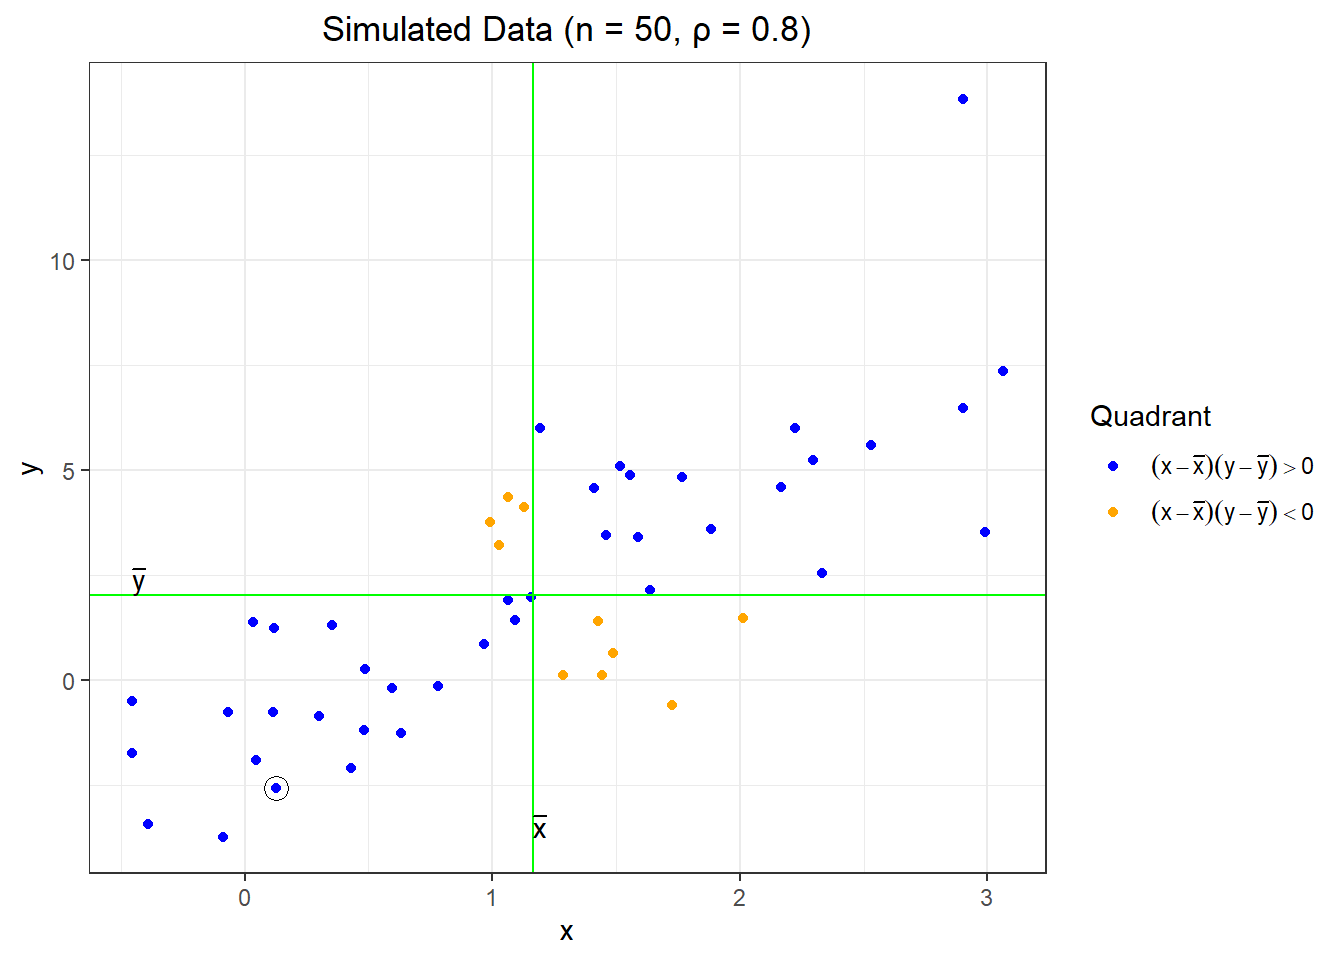 Simulated Data (n = 50, ρ = 0.8)
10
5
0
y
y̅
x̅
0 1 2 3
x
Quadrant
(x − x̅)(y − y̅) > 0
(x − x̅)(y − y̅) < 0